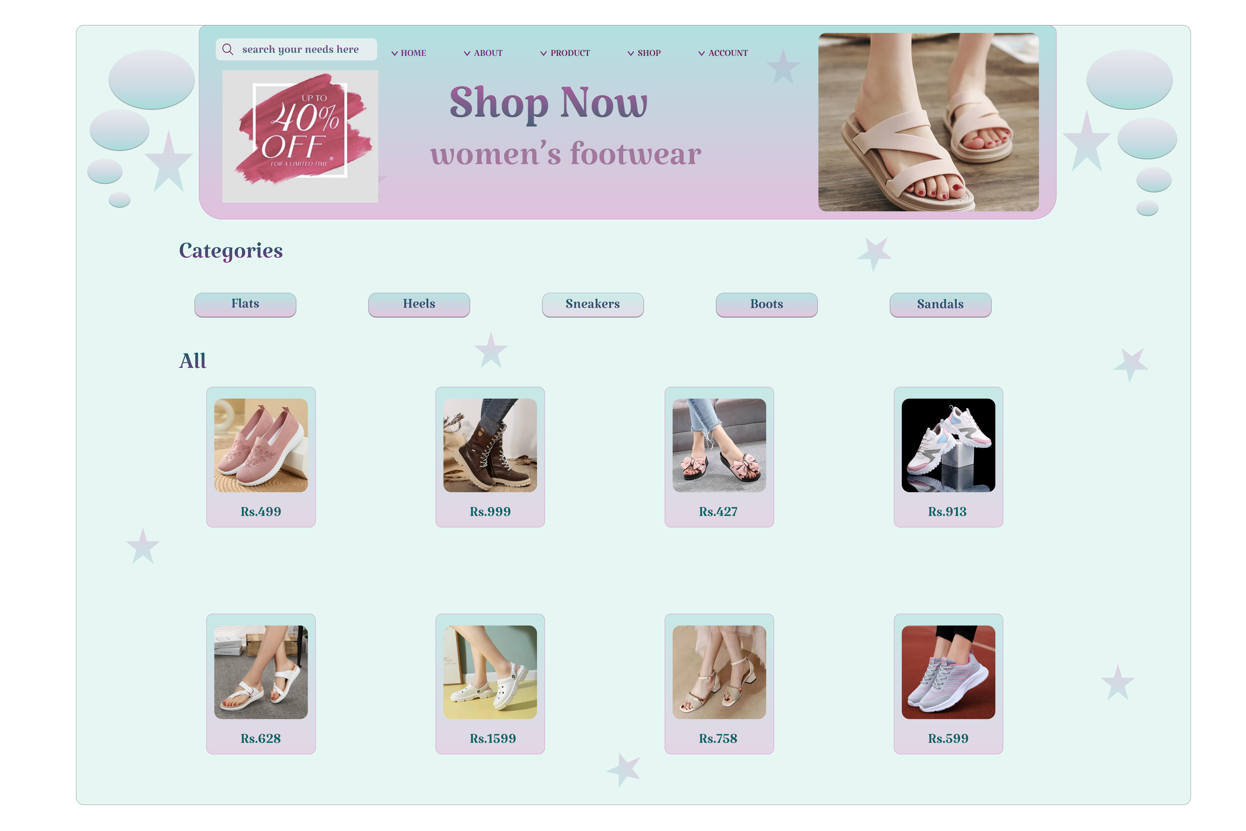 search your needs here
HOME
ABOUT
PRODUCT
SHOP
ACCOUNT
UP TO
40%
OFF
FOR A LIMITED TIME
Shop Now
women's footwear
Categories
Flats
Heels
Sneakers
Boots
Sandals
All
Rs.499
Rs.999
Rs.427
Rs.913
Rs.628
Rs.1599
Rs.758
Rs.599